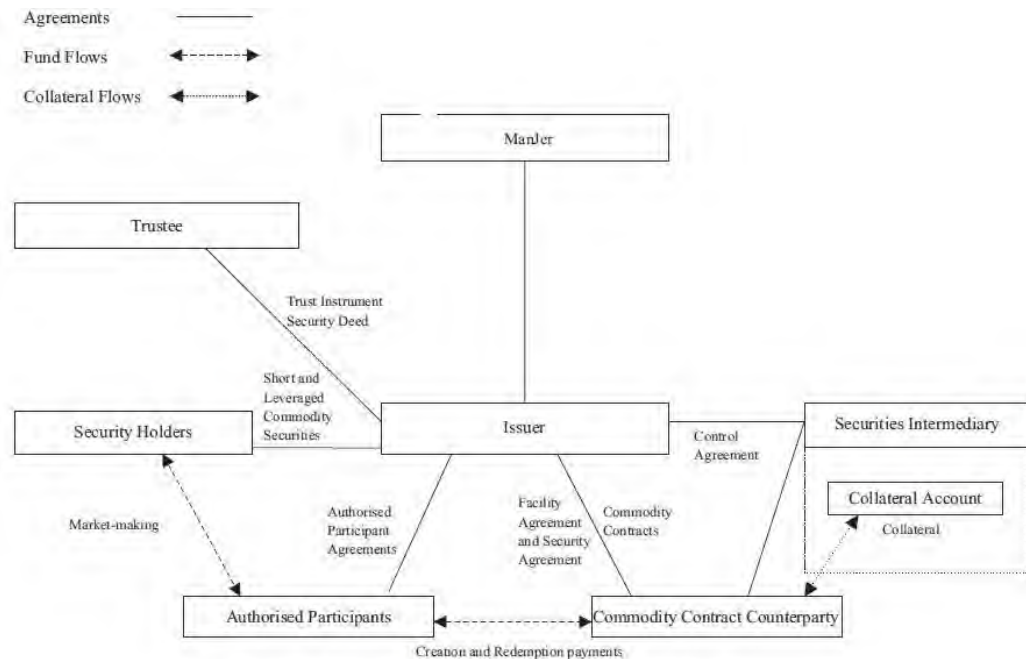 Agreements
Fund Flows
Collateral Flows
ManJer
Trustee
Trust Instrument
Security Deed
Short and
Leveraged
Commodity
Securities
Security Holders
Issuer
Securities Intermediary
Control
Agreement
Collateral Account
Collateral
Market-making
Authorised
Participant
Agreements
Facility
Agreement
and Security
Agreement
Commodity
Contracts
Authorised Participants
Commodity Contract Counterparty
Creation and Redemption payments